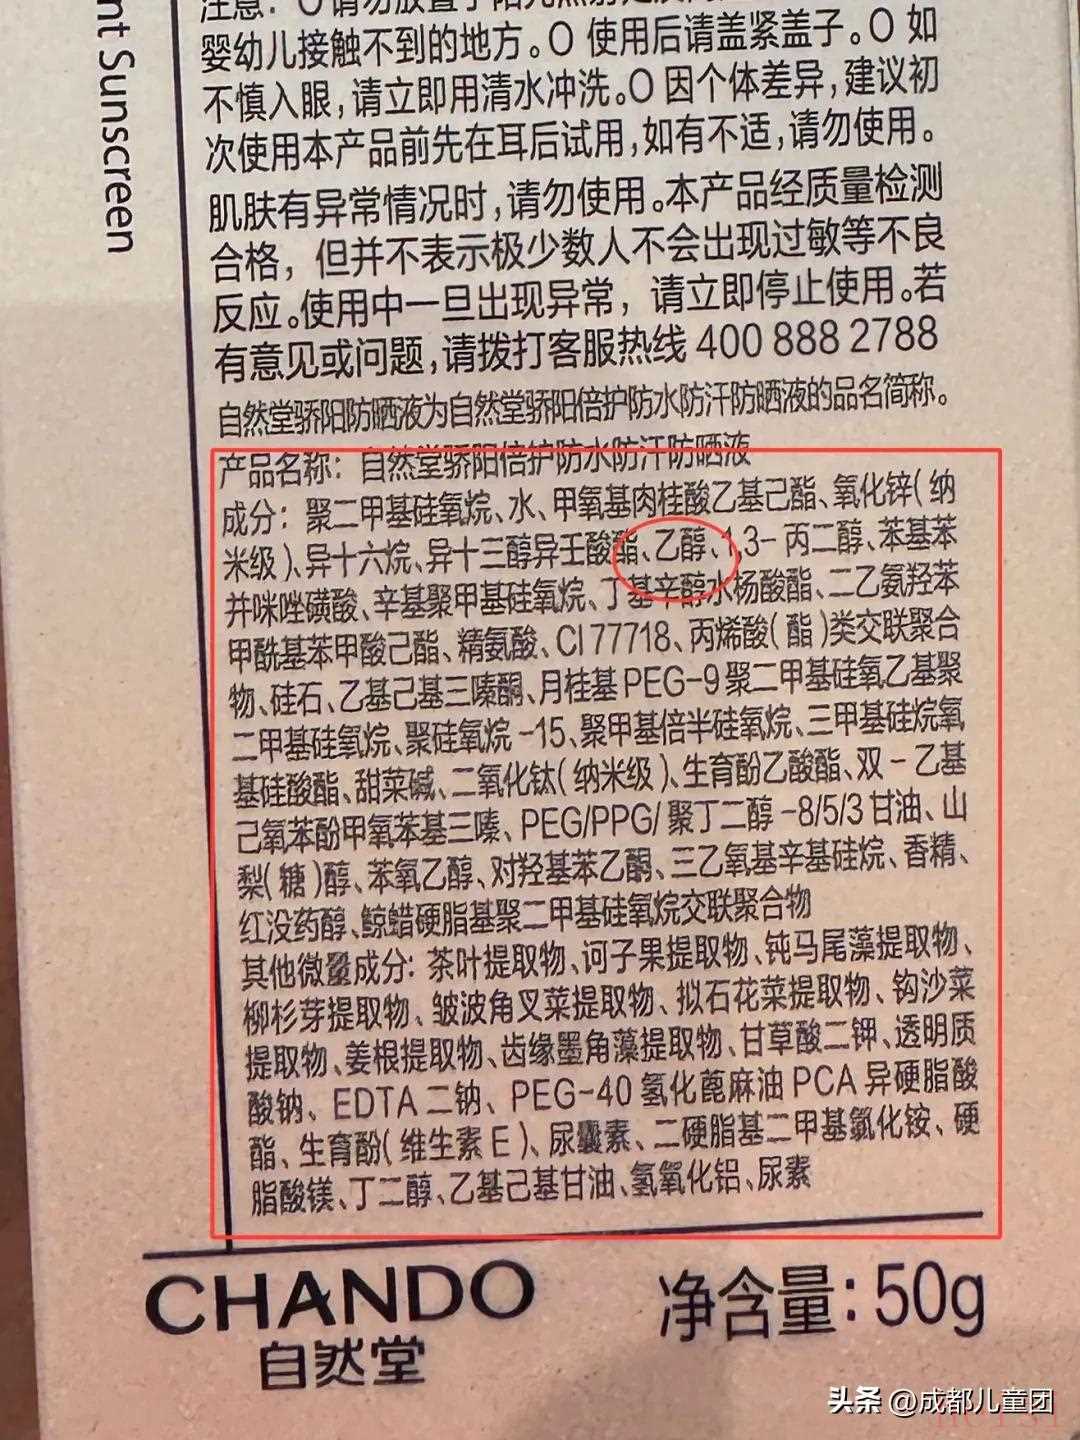 nt Sunscreen
注意：O 请勿放置于阳光
婴幼儿接触不到的地方。O 使用后请盖紧盖子。O 如
不慎入眼，请立即用清水冲洗。O 因个体差异，建议初
次使用本产品前先在耳后试用，如有不适，请勿使用。
肌肤有异常情况时，请勿使用。本产品经质量检测
合格，但并不表示极少数人不会出现过敏等不良
反应。使用中一旦出现异常，请立即停止使用。若
有意见或问题，请拨打客服热线 400 888 2788
自然堂骄阳防晒液为自然堂骄阳倍护防水防汗防晒液的品名简称。
产品名称：自然堂骄阳倍护防水防汗防晒液
成分：聚二甲基硅氧烷、水、甲氧基肉桂酸乙基己酯、氧化锌（纳
米级）、异十六烷、异十三醇异壬酸酯、乙醇、1,3-丙二醇、苯基苯
并咪唑磺酸、辛基聚甲基硅氧烷、丁基辛醇水杨酸酯、二乙氨羟苯
甲酰基苯甲酸己酯、精氨酸、CI 77718、丙烯酸（酯）类交联聚合
物、硅石、乙基己基三嗪酮、月桂基 PEG-9 聚二甲基硅氧乙基聚
二甲基硅氧烷、聚硅氧烷-15、聚甲基倍半硅氧烷、三甲基硅烷氧
基硅酸酯、甜菜碱、二氧化钛（纳米级）、生育酚乙酸酯、双-乙基
己氧苯酚甲氧苯基三嗪、PEG/PPG/聚丁二醇-8/5/3 甘油、山
梨（糖）醇、苯氧乙醇、对羟基苯乙酮、三乙氧基辛基硅烷、香精、
红没药醇、鲸蜡硬脂基聚二甲基硅氧烷交联聚合物
其他微量成分：茶叶提取物、诃子果提取物、钝马尾藻提取物、
柳杉芽提取物、皱波角叉菜提取物、拟石花菜提取物、钩沙菜
提取物、姜根提取物、齿缘墨角藻提取物、甘草酸二钾、透明质
酸钠、EDTA 二钠、PEG-40 氢化蓖麻油 PCA 异硬脂酸
酯、生育酚（维生素 E）、尿囊素、二硬脂基二甲基氯化铵、硬
脂酸镁、丁二醇、乙基己基甘油、氢氧化铝、尿素
CHANDO
自然堂
净含量：50g
头条 @成都儿童团